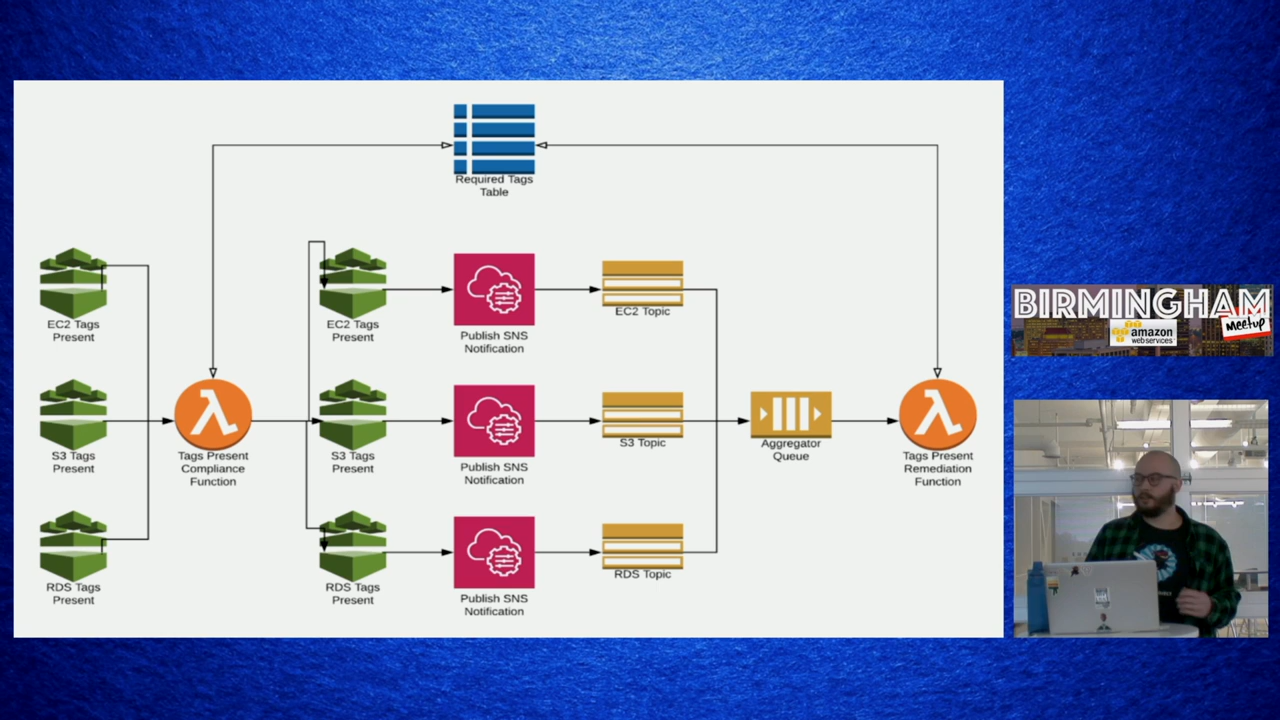 Required Tags
Table
EC2 Tags
Present
EC2 Tags
Present
Publish SNS
Notification
EC2 Topic
S3 Tags
Present
Tags Present
Compliance
Function
S3 Tags
Present
Publish SNS
Notification
S3 Topic
Aggregator
Queue
Tags Present
Remediation
Function
RDS Tags
Present
RDS Tags
Present
Publish SNS
Notification
RDS Topic
BIRMINGHAM
amazon
web services
Meetup